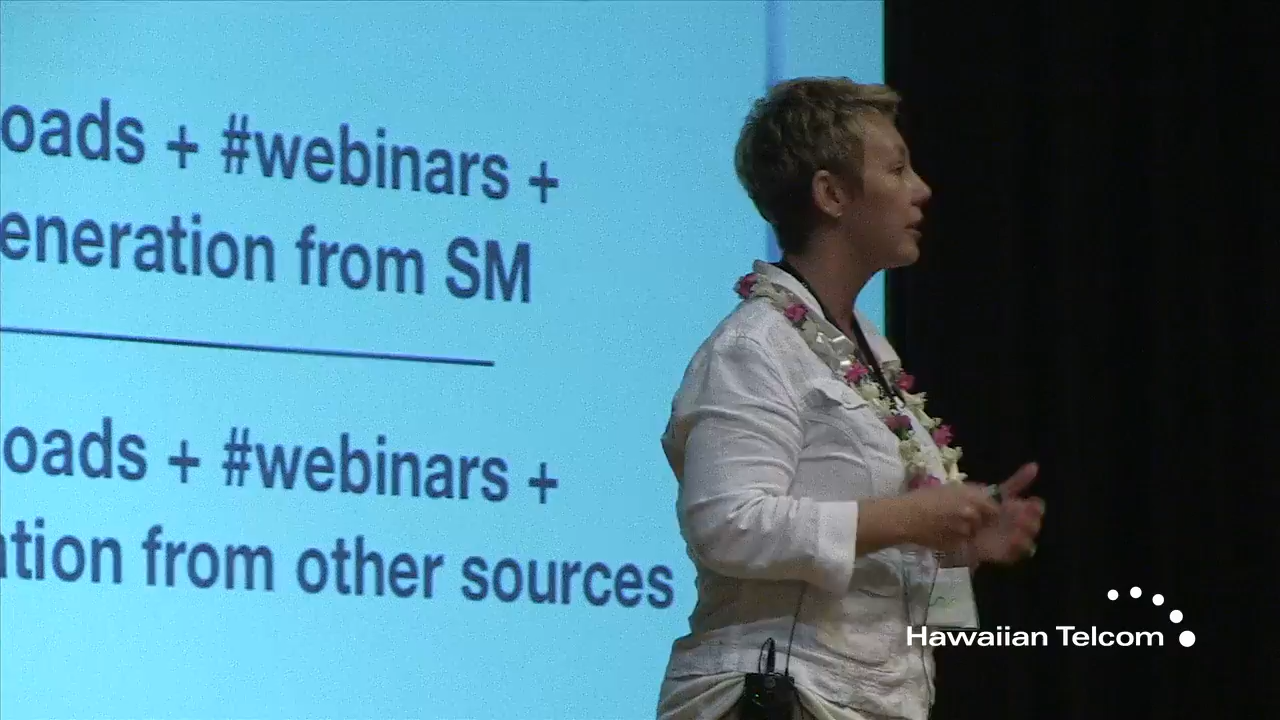 oads + #webinars +
eneration from SM
oads + #webinars +
ation from other sources
Hawaiian Telcom